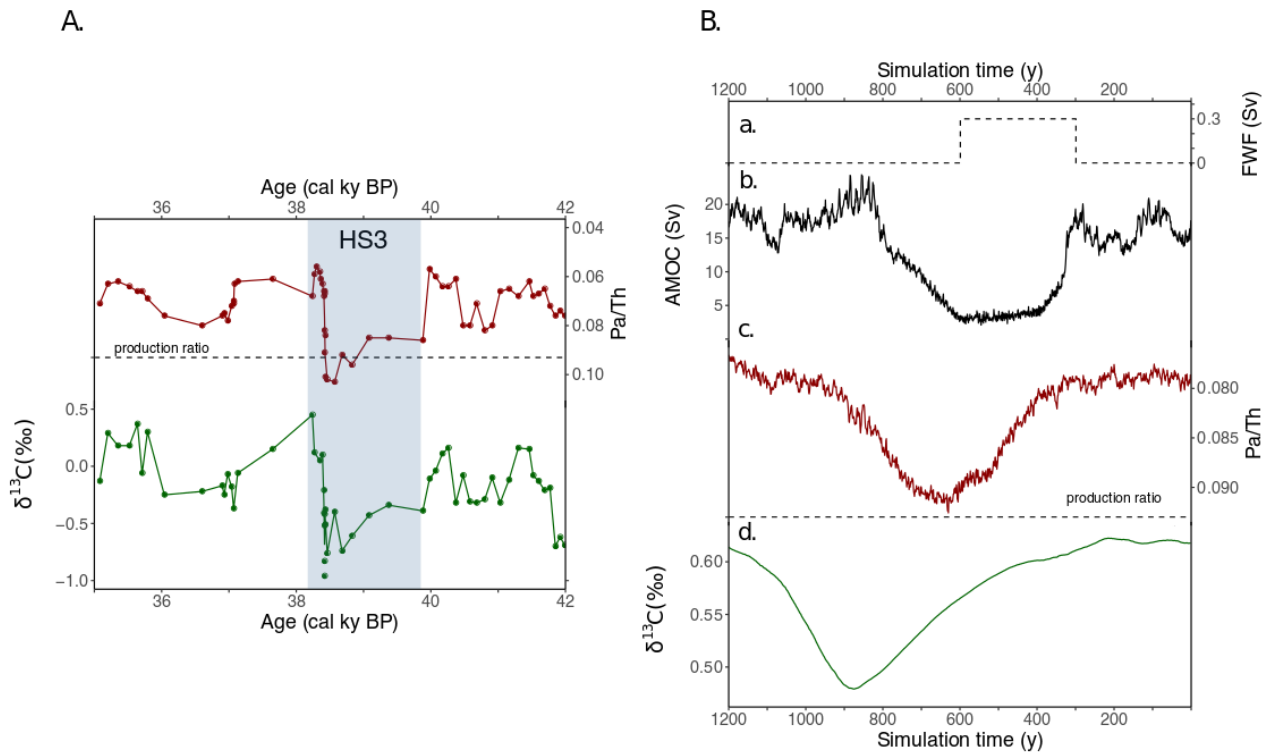 A.
Age (cal ky BP)
36 38 40 42
HS3
0.04
0.06
0.08
0.10
Pa/Th
production ratio
0.5
0.0
−0.5
−1.0
δ¹³C(‰)
36 38 40 42
Age (cal ky BP)
B.
Simulation time (y)
1200 1000 800 600 400 200
a.
0.3
0
FWF (Sv)
b.
20
15
10
5
AMOC (Sv)
c.
0.080
0.085
0.090
Pa/Th
production ratio
d.
0.60
0.55
0.50
δ¹³C(‰)
1200 1000 800 600 400 200
Simulation time (y)